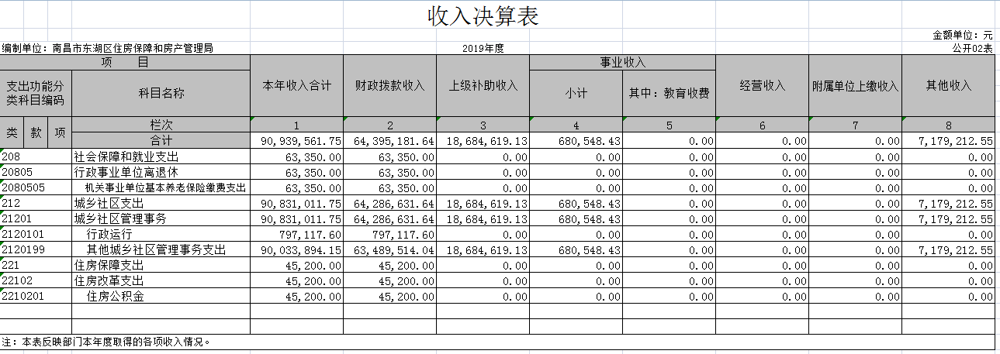 收入决算表
金额单位：元
编制单位：南昌市东湖区住房保障和房产管理局 2019年度 公开02表
项 目 本年收入合计 财政拨款收入 上级补助收入 事业收入 经营收入 附属单位上缴收入 其他收入
支出功能分类科目编码 科目名称 小计 其中：教育收费
类 款 项 栏次 1 2 3 4 5 6 7 8
合计 90,939,561.75 64,395,181.64 18,684,619.13 680,548.43 0.00 0.00 0.00 7,179,212.55
208 社会保障和就业支出 63,350.00 63,350.00 0.00 0.00 0.00 0.00 0.00 0.00
20805 行政事业单位离退休 63,350.00 63,350.00 0.00 0.00 0.00 0.00 0.00 0.00
2080505 机关事业单位基本养老保险缴费支出 63,350.00 63,350.00 0.00 0.00 0.00 0.00 0.00 0.00
212 城乡社区支出 90,831,011.75 64,286,631.64 18,684,619.13 680,548.43 0.00 0.00 0.00 7,179,212.55
21201 城乡社区管理事务 90,831,011.75 64,286,631.64 18,684,619.13 680,548.43 0.00 0.00 0.00 7,179,212.55
2120101 行政运行 797,117.60 797,117.60 0.00 0.00 0.00 0.00 0.00 0.00
2120199 其他城乡社区管理事务支出 90,033,894.15 63,489,514.04 18,684,619.13 680,548.43 0.00 0.00 0.00 7,179,212.55
221 住房保障支出 45,200.00 45,200.00 0.00 0.00 0.00 0.00 0.00 0.00
22102 住房改革支出 45,200.00 45,200.00 0.00 0.00 0.00 0.00 0.00 0.00
2210201 住房公积金 45,200.00 45,200.00 0.00 0.00 0.00 0.00 0.00 0.00
注：本表反映部门本年度取得的各项收入情况。